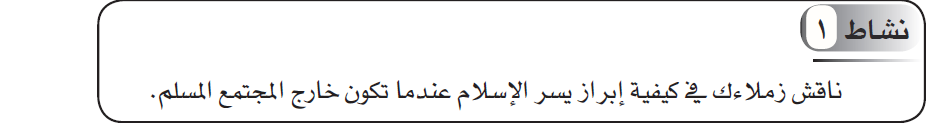 نشاط ١
ناقش زملاءك في كيفية إبراز يسر الإسلام عندما تكون خارج المجتمع المسلم.